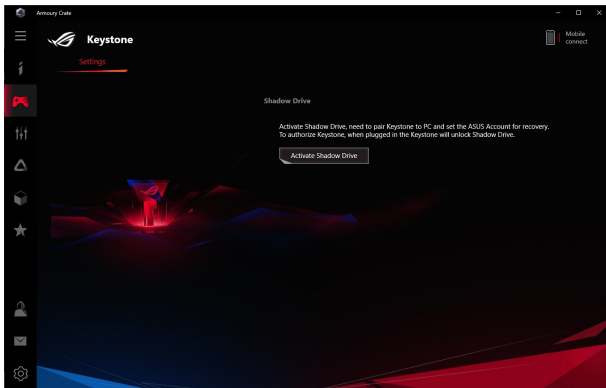 Armoury Crate
Keystone
Mobile
connect
Settings
Shadow Drive
Activate Shadow Drive, need to pair Keystone to PC and set the ASUS Account for recovery.
To authorize Keystone, when plugged in the Keystone will unlock Shadow Drive.
Activate Shadow Drive